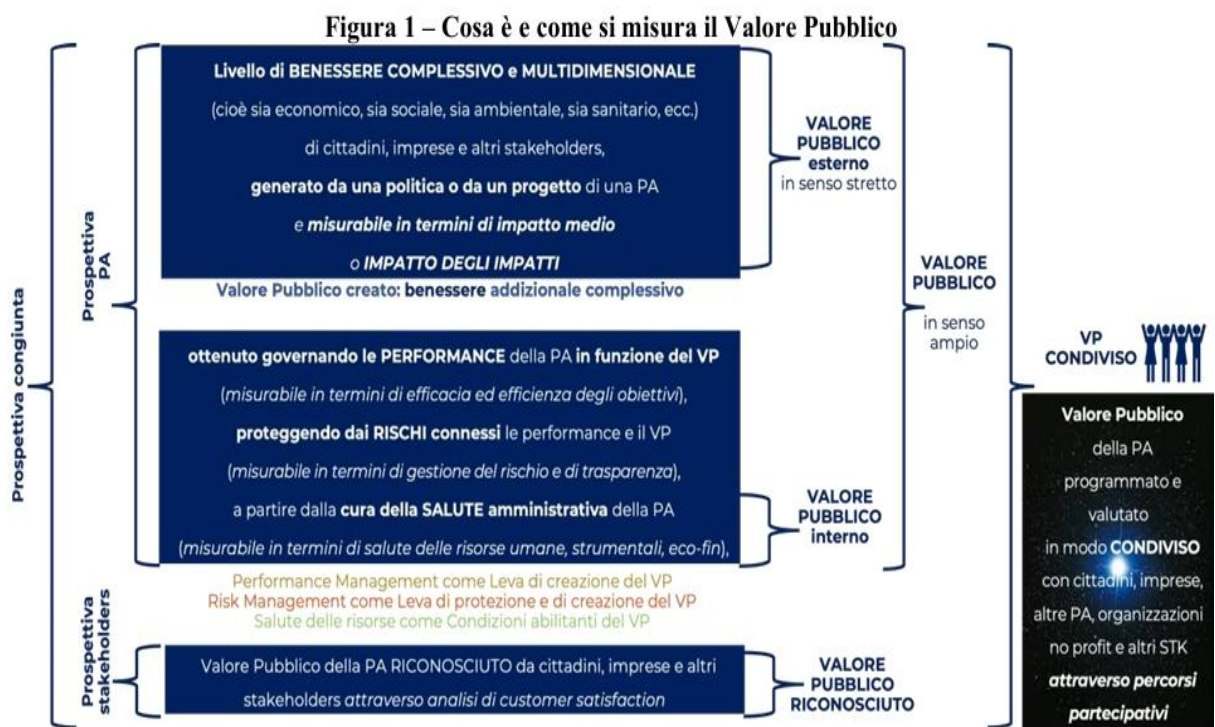 Figura 1 – Cosa è e come si misura il Valore Pubblico
Prospettiva congiunta
Prospettiva
PA
Livello di BENESSERE COMPLESSIVO e MULTIDIMENSIONALE
(cioè sia economico, sia sociale, sia ambientale, sia sanitario, ecc.)
di cittadini, imprese e altri stakeholders,
generato da una politica o da un progetto di una PA
e misurabile in termini di impatto medio
o IMPATTO DEGLI IMPATTI
Valore Pubblico creato: benessere addizionale complessivo
VALORE
PUBBLICO
esterno
in senso stretto
ottenuto governando le PERFORMANCE della PA in funzione del VP
(misurabile in termini di efficacia ed efficienza degli obiettivi),
proteggendo dai RISCHI connessi le performance e il VP
(misurabile in termini di gestione del rischio e di trasparenza),
a partire dalla cura della SALUTE amministrativa della PA
(misurabile in termini di salute delle risorse umane, strumentali, eco-fin),
VALORE
PUBBLICO
interno
Performance Management come Leva di creazione del VP
Risk Management come Leva di protezione e di creazione del VP
Salute delle risorse come Condizioni abilitanti del VP
VALORE
PUBBLICO
in senso
ampio
Prospettiva
stakeholders
Valore Pubblico della PA RICONOSCIUTO da cittadini, imprese e altri
stakeholders attraverso analisi di customer satisfaction
VALORE
PUBBLICO
RICONOSCIUTO
VP
CONDIVISO
Valore Pubblico
della PA
programmato e
valutato
in modo CONDIVISO
con cittadini, imprese,
altre PA, organizzazioni
no profit e altri STK
attraverso percorsi
partecipativi